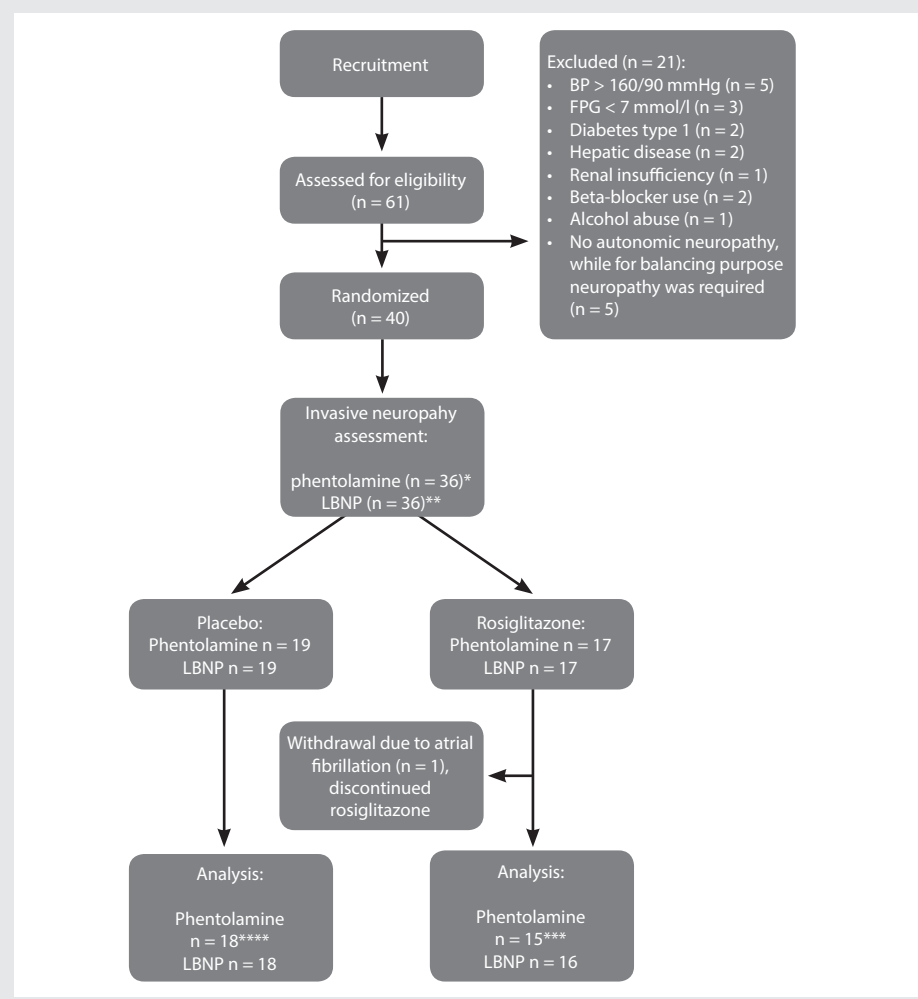 Recruitment
Assessed for eligibility
(n = 61)
Excluded (n = 21):
• BP > 160/90 mmHg (n = 5)
• FPG < 7 mmol/l (n = 3)
• Diabetes type 1 (n = 2)
• Hepatic disease (n = 2)
• Renal insufficiency (n = 1)
• Beta-blocker use (n = 2)
• Alcohol abuse (n = 1)
• No autonomic neuropathy,
while for balancing purpose
neuropathy was required
(n = 5)
Randomized
(n = 40)
Invasive neuropahy
assessment:
phentolamine (n = 36)*
LBNP (n = 36)**
Placebo:
Phentolamine n = 19
LBNP n = 19
Rosiglitazone:
Phentolamine n = 17
LBNP n = 17
Withdrawal due to atrial
fibrillation (n = 1),
discontinued
rosiglitazone
Analysis:
Phentolamine
n = 18****
LBNP n = 18
Analysis:
Phentolamine
n = 15***
LBNP n = 16